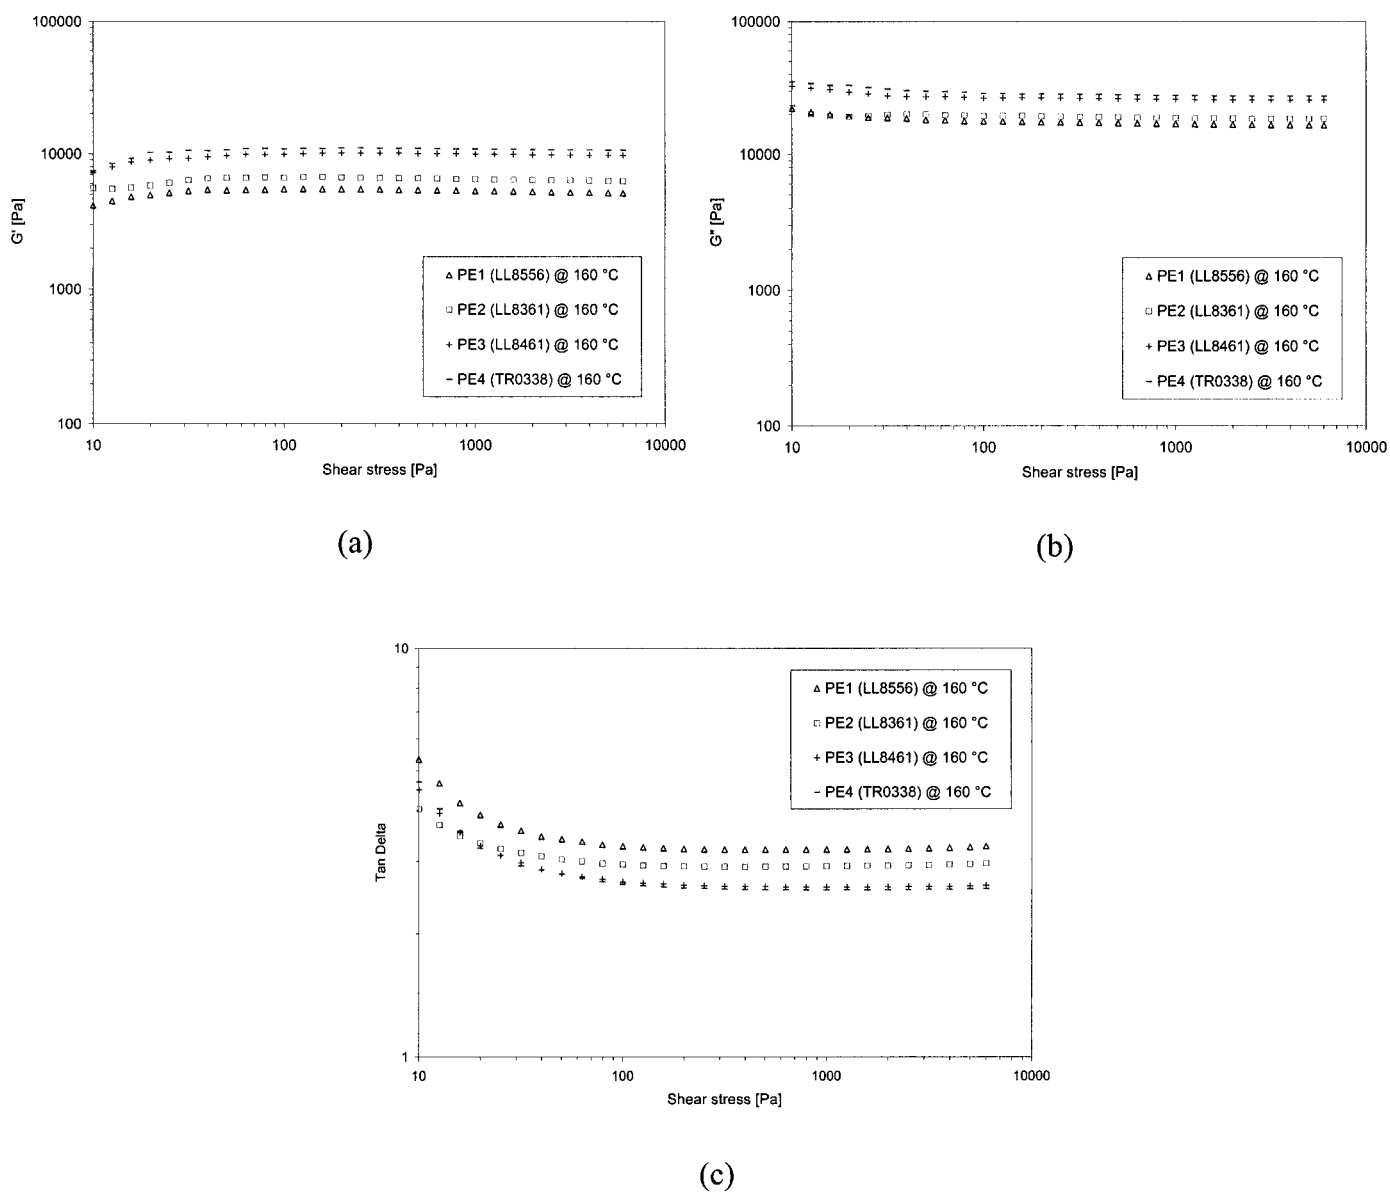 100000
10000
1000
100
G' [Pa]
10 100 1000 10000
Shear stress [Pa]
PE1 (LL8556) @ 160 °C
PE2 (LL8361) @ 160 °C
PE3 (LL8461) @ 160 °C
PE4 (TR0338) @ 160 °C
(a)
100000
10000
1000
100
G" [Pa]
10 100 1000 10000
Shear stress [Pa]
PE1 (LL8556) @ 160 °C
PE2 (LL8361) @ 160 °C
PE3 (LL8461) @ 160 °C
PE4 (TR0338) @ 160 °C
(b)
10
1
Tan Delta
10 100 1000 10000
Shear stress [Pa]
PE1 (LL8556) @ 160 °C
PE2 (LL8361) @ 160 °C
PE3 (LL8461) @ 160 °C
PE4 (TR0338) @ 160 °C
(c)